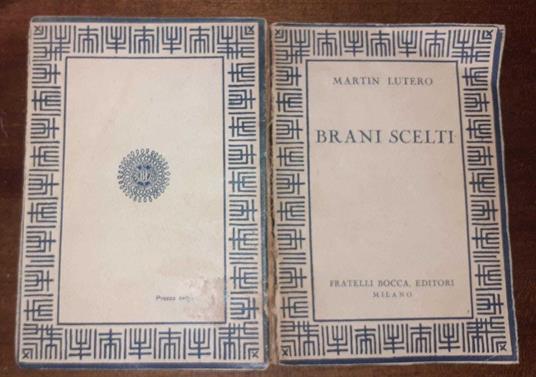 MARTIN LUTERO
BRANI SCELTI
FRATELLI BOCCA, EDITORI
MILANO
Prezzo